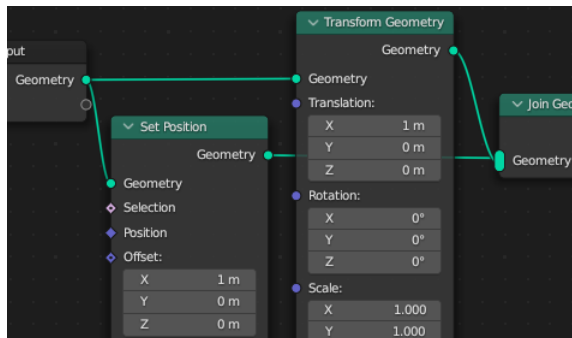 put
Geometry
Set Position
Geometry
Geometry
Selection
Position
Offset:
X 1 m
Y 0 m
Z 0 m
Transform Geometry
Geometry
Geometry
Translation:
X 1 m
Y 0 m
Z 0 m
Rotation:
X 0°
Y 0°
Z 0°
Scale:
X 1.000
Y 1.000
Join Geo
Geometry